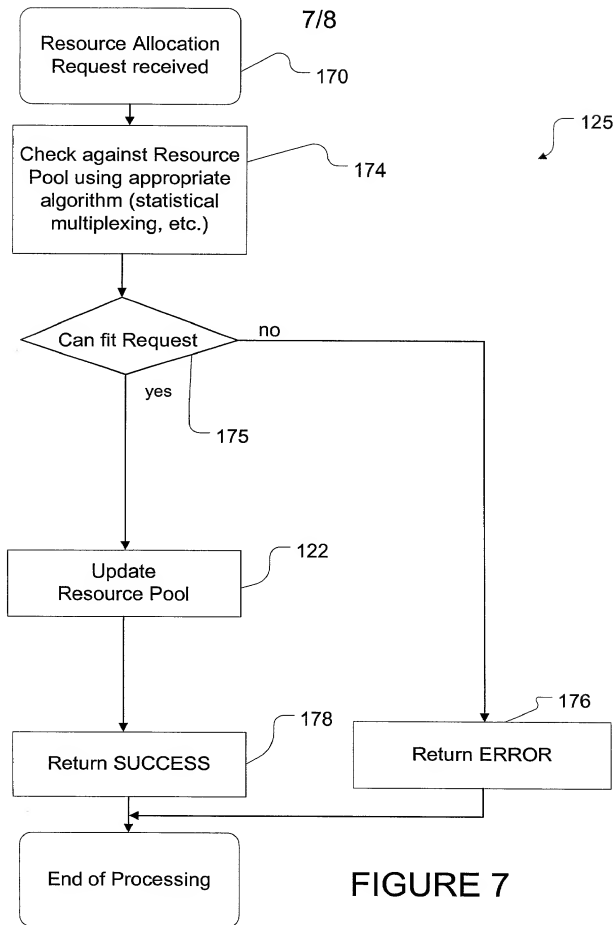 7/8
Resource Allocation
Request received
170
125
Check against Resource
Pool using appropriate
algorithm (statistical
multiplexing, etc.)
174
Can fit Request
no
yes
175
Update
Resource Pool
122
Return SUCCESS
178
Return ERROR
176
End of Processing
FIGURE 7